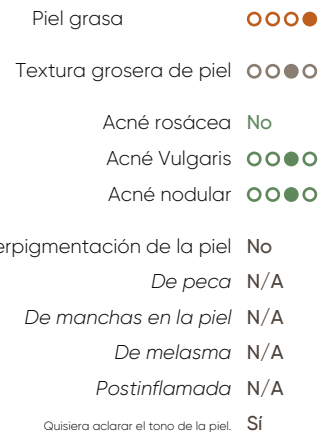 Piel grasa
Textura grosera de piel
Acné rosácea No
Acné Vulgaris
Acné nodular
erpigmentación de la piel No
De peca N/A
De manchas en la piel N/A
De melasma N/A
Postinflamada N/A
Quisiera aclarar el tono de la piel. Sí